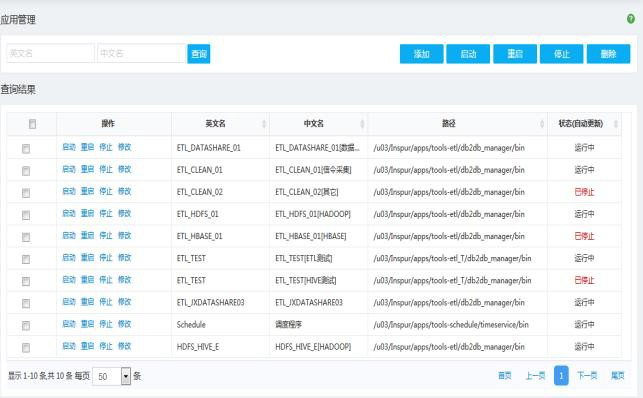 应用管理
英文名 中文名 查询 添加 启动 重启 停止 删除
查询结果
操作 英文名 中文名 路径 状态(自动更新)
启动 重启 停止 修改 ETL_DATASHARE_01 ETL_DATASHARE_01[数据... /u03/Inspur/apps/tools-etl/db2db_manager/bin 运行中
启动 重启 停止 修改 ETL_CLEAN_01 ETL_CLEAN_01[信令采集] /u03/Inspur/apps/tools-etl/db2db_manager/bin 运行中
启动 重启 停止 修改 ETL_CLEAN_02 ETL_CLEAN_02[其它] /u03/Inspur/apps/tools-etl/db2db_manager/bin 已停止
启动 重启 停止 修改 ETL_HDFS_01 ETL_HDFS_01[HADOOP] /u03/Inspur/apps/tools-etl/db2db_manager/bin 运行中
启动 重启 停止 修改 ETL_HBASE_01 ETL_HBASE_01[HBASE] /u03/Inspur/apps/tools-etl/db2db_manager/bin 已停止
启动 重启 停止 修改 ETL_TEST ETL_TEST[ETL测试] /u03/Inspur/apps/tools-etl_T/db2db_manager/bin 运行中
启动 重启 停止 修改 ETL_TEST ETL_TEST[HIVE测试] /u03/Inspur/apps/tools-etl_T/db2db_manager/bin 已停止
启动 重启 停止 修改 ETL_JXDATASHARE03 ETL_JXDATASHARE03 /u03/Inspur/apps/tools-etl/db2db_manager/bin 运行中
启动 重启 停止 修改 Schedule 调度程序 /u03/Inspur/apps/tools-schedule/timeservice/bin 运行中
启动 重启 停止 修改 HDFS_HIVE_E HDFS_HIVE_E[HADOOP] /u03/Inspur/apps/tools-etl/db2db_manager/bin 运行中
显示 1-10 条,共 10 条 每页 50 条 首页 上一页 1 下一页 尾页